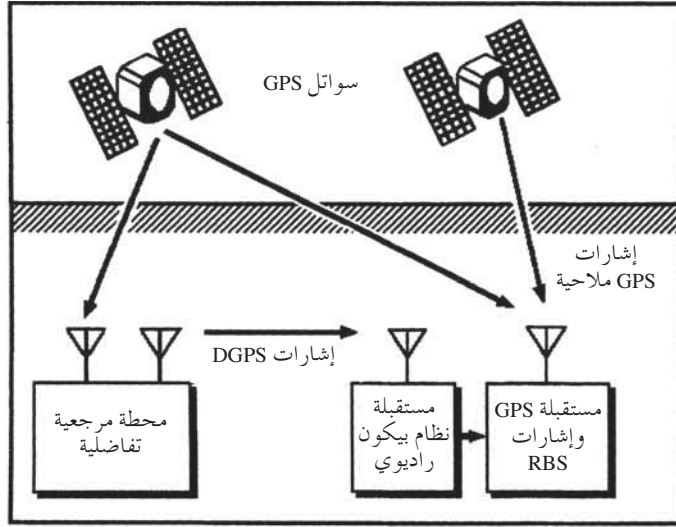 سواتل GPS
إشارات
GPS ملاحية
إشارات DGPS
محطة مرجعية
تفاضلية
مستقبلة
نظام بيكون
راديوي
مستقبلة GPS
وإشارات
RBS